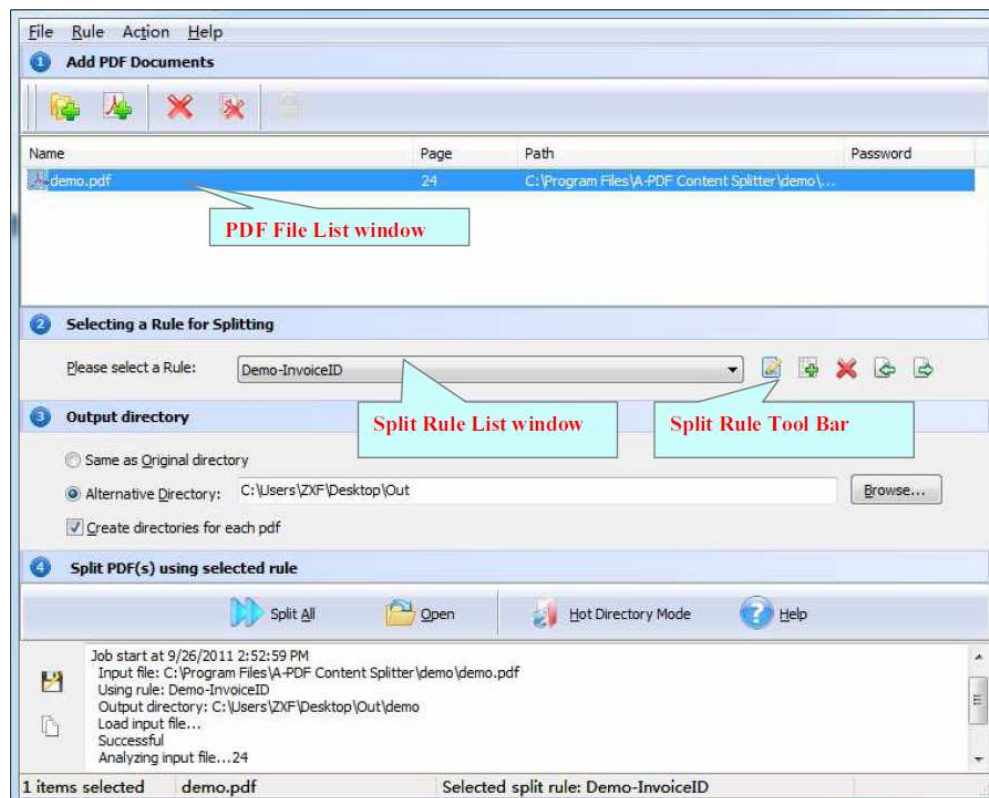 File Rule Action Help
1 Add PDF Documents
Name Page Path Password
demo.pdf 24 C:\Program Files\A-PDF Content Splitter\demo\...
PDF File List window
2 Selecting a Rule for Splitting
Please select a Rule: Demo-InvoiceID
3 Output directory
Split Rule List window Split Rule Tool Bar
Same as Original directory
Alternative Directory: C:\Users\ZXF\Desktop\Out Browse...
Create directories for each pdf
4 Split PDF(s) using selected rule
Split All Open Hot Directory Mode Help
Job start at 9/26/2011 2:52:59 PM
Input file: C:\Program Files\A-PDF Content Splitter\demo\demo.pdf
Using rule: Demo-InvoiceID
Output directory: C:\Users\ZXF\Desktop\Out\demo
Load input file...
Successful
Analyzing input file...24
1 items selected demo.pdf Selected split rule: Demo-InvoiceID